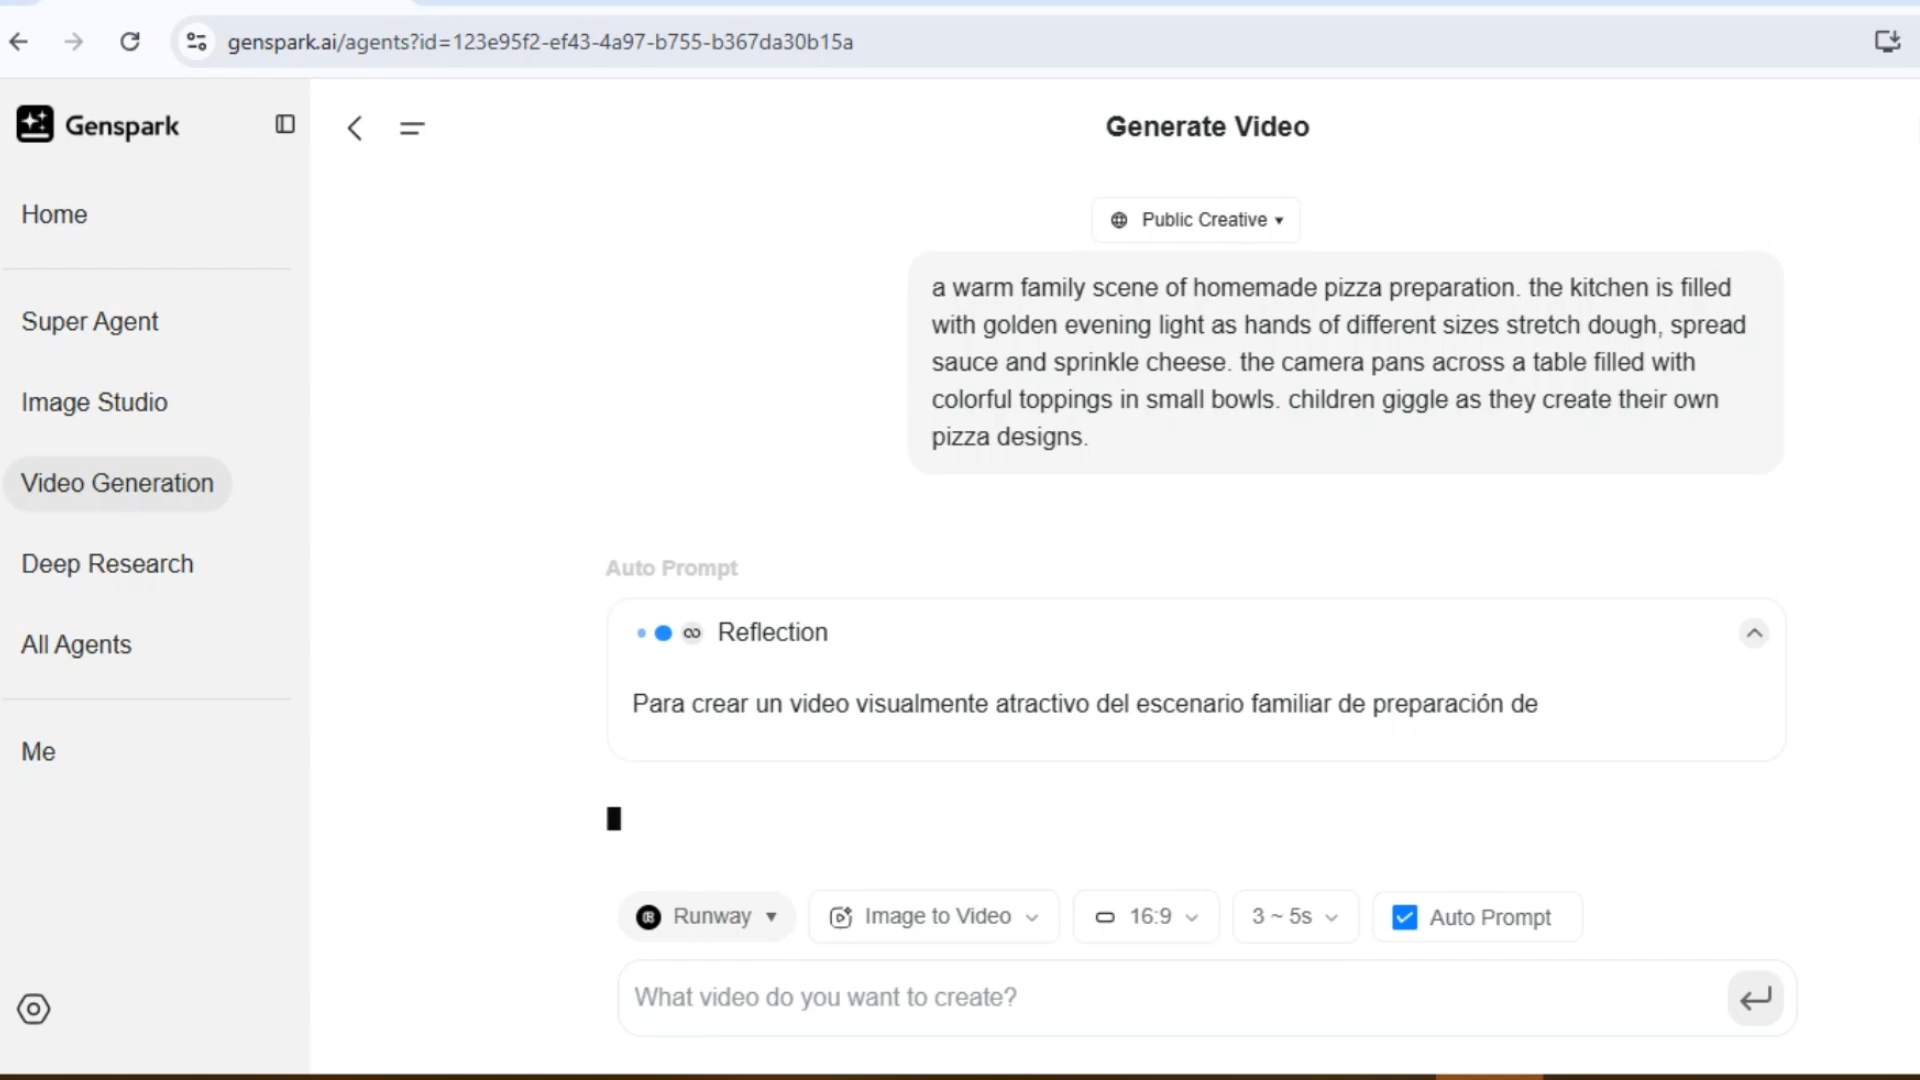 genspark.ai/agents?id=123e95f2-ef43-4a97-b755-b367da30b15a
Genspark
Home
Super Agent
Image Studio
Video Generation
Deep Research
All Agents
Me
Generate Video
Public Creative
a warm family scene of homemade pizza preparation. the kitchen is filled
with golden evening light as hands of different sizes stretch dough, spread
sauce and sprinkle cheese. the camera pans across a table filled with
colorful toppings in small bowls. children giggle as they create their own
pizza designs.
Auto Prompt
Reflection
Para crear un video visualmente atractivo del escenario familiar de preparación de
Runway
Image to Video
16:9
3 ~ 5s
Auto Prompt
What video do you want to create?